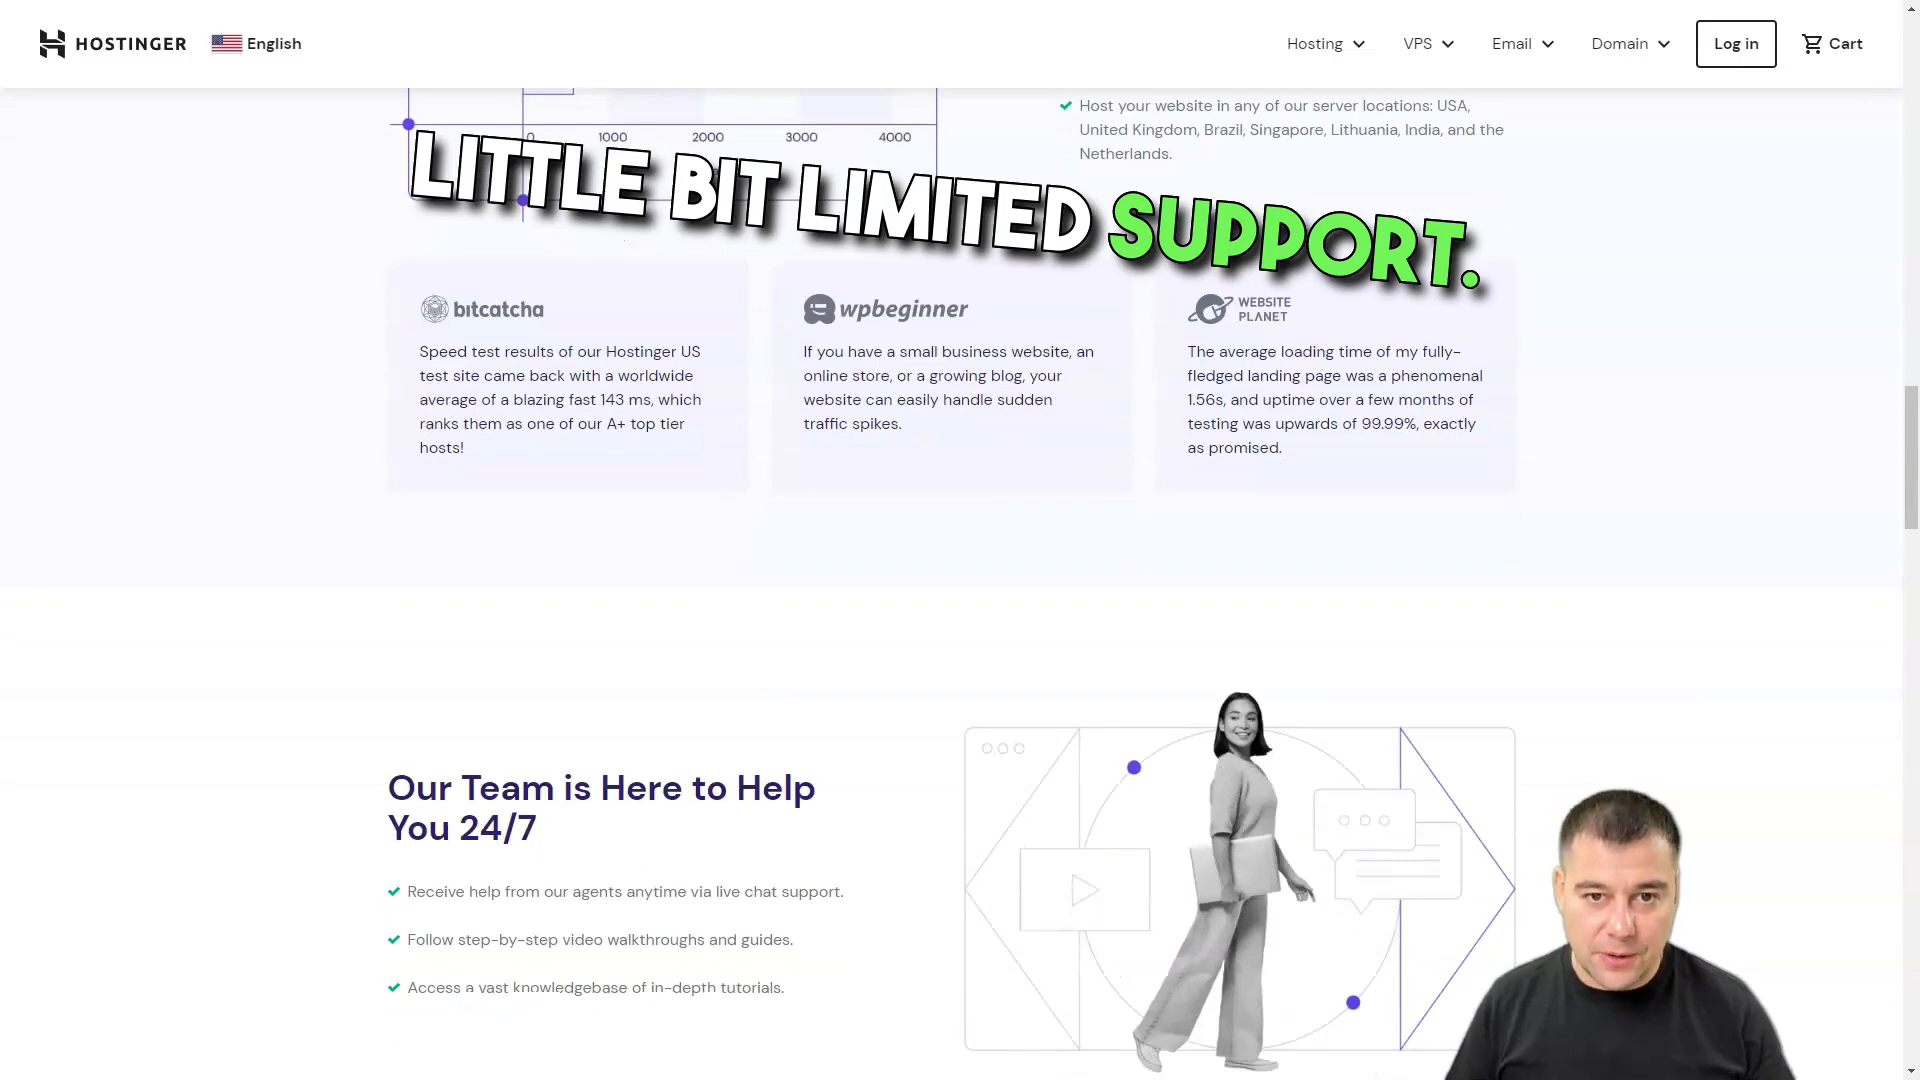 HOSTINGER
English
Hosting
VPS
Email
Domain
Log in
Cart
Host your website in any of our server locations: USA,
United Kingdom, Brazil, Singapore, Lithuania, India, and the
Netherlands.
0 1000 2000 3000 4000
LITTLE BIT LIMITED SUPPORT.
bitcatcha
Speed test results of our Hostinger US
test site came back with a worldwide
average of a blazing fast 143 ms, which
ranks them as one of our A+ top tier
hosts!
wpbeginner
If you have a small business website, an
online store, or a growing blog, your
website can easily handle sudden
traffic spikes.
WEBSITE
PLANET
The average loading time of my fully-
fledged landing page was a phenomenal
1.56s, and uptime over a few months of
testing was upwards of 99.99%, exactly
as promised.
Our Team is Here to Help
You 24/7
Receive help from our agents anytime via live chat support.
Follow step-by-step video walkthroughs and guides.
Access a vast knowledgebase of in-depth tutorials.